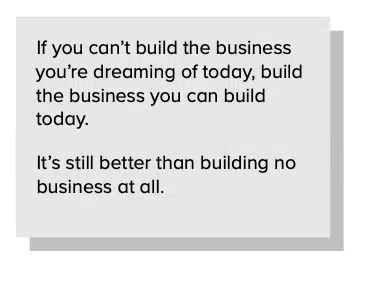 If you can’t build the business
you’re dreaming of today, build
the business you can build
today.
It’s still better than building no
business at all.